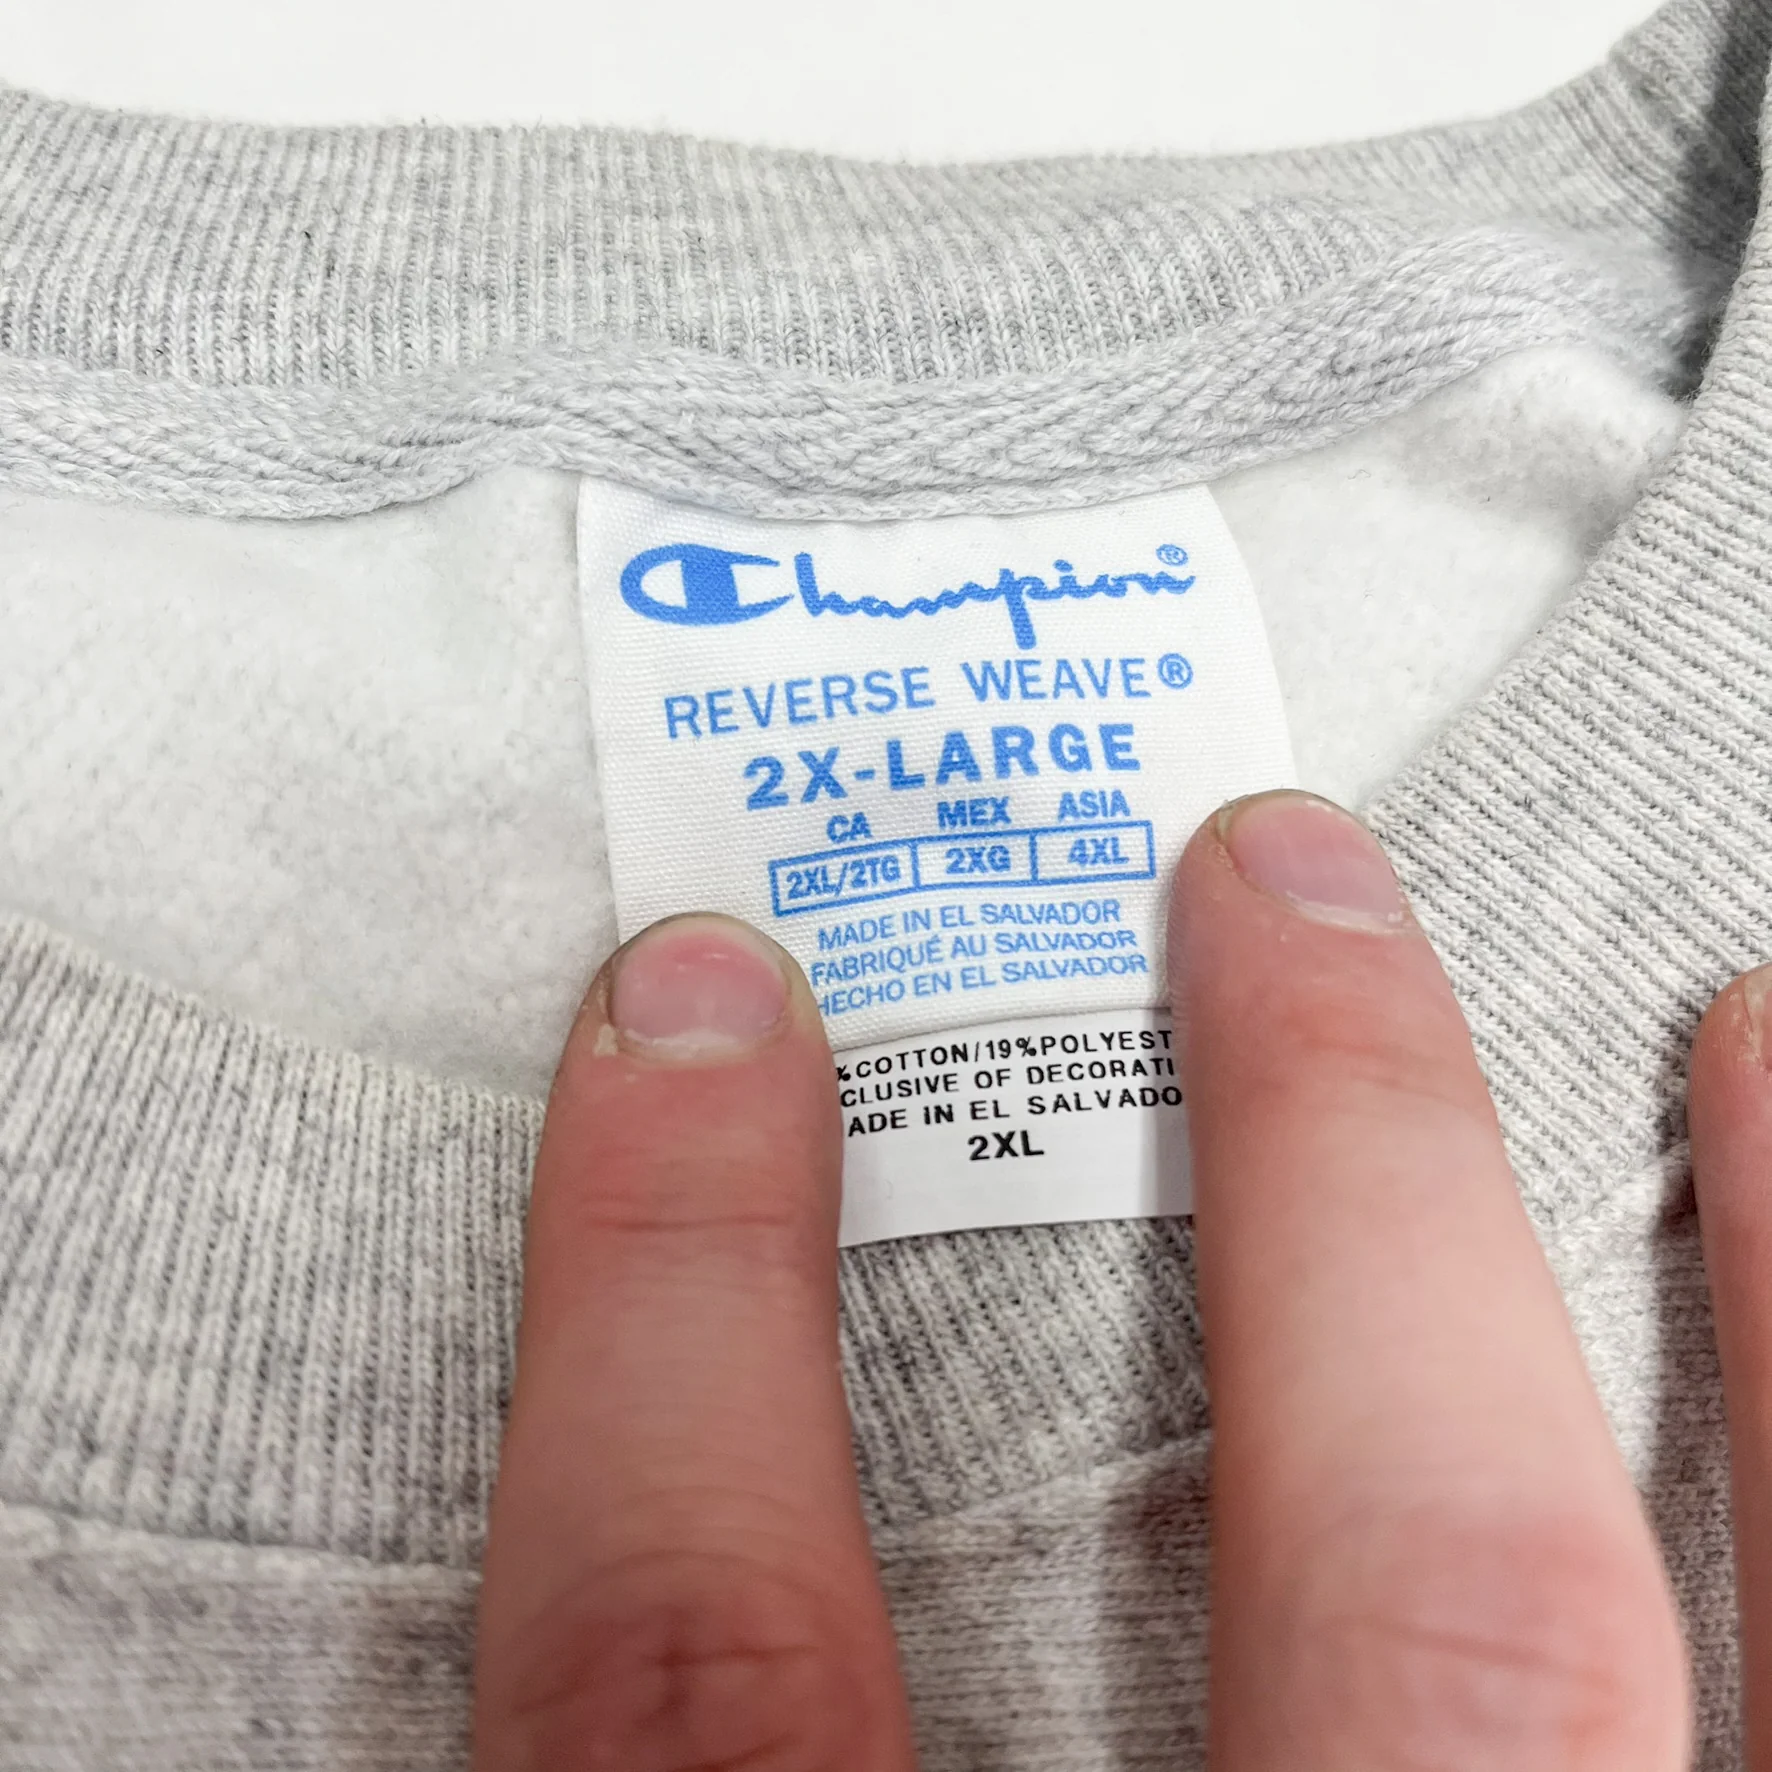 Champion®
REVERSE WEAVE®
2X-LARGE
CA MEX ASIA
2XL/2TG 2XG 4XL
MADE IN EL SALVADOR
FABRIQUÉ AU SALVADOR
HECHO EN EL SALVADOR
%COTTON/19%POLYEST
CLUSIVE OF DECORATI
ADE IN EL SALVADO
2XL